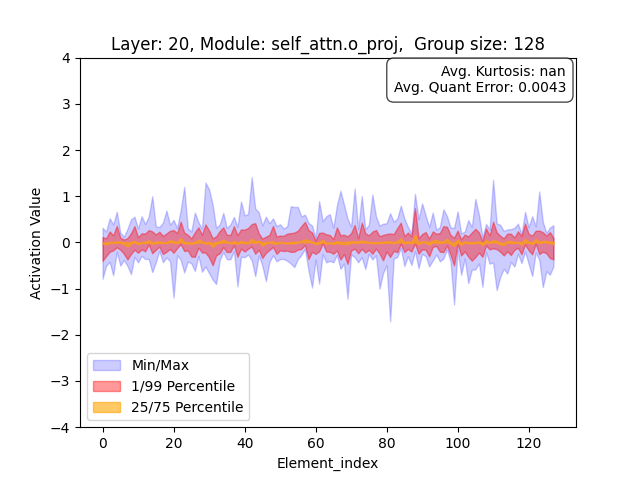 Layer: 20, Module: self_attn.o_proj,  Group size: 128
Avg. Kurtosis: nan
Avg. Quant Error: 0.0043
Activation Value
4
3
2
1
0
−1
−2
−3
−4
Min/Max
1/99 Percentile
25/75 Percentile
0 20 40 60 80 100 120
Element_index